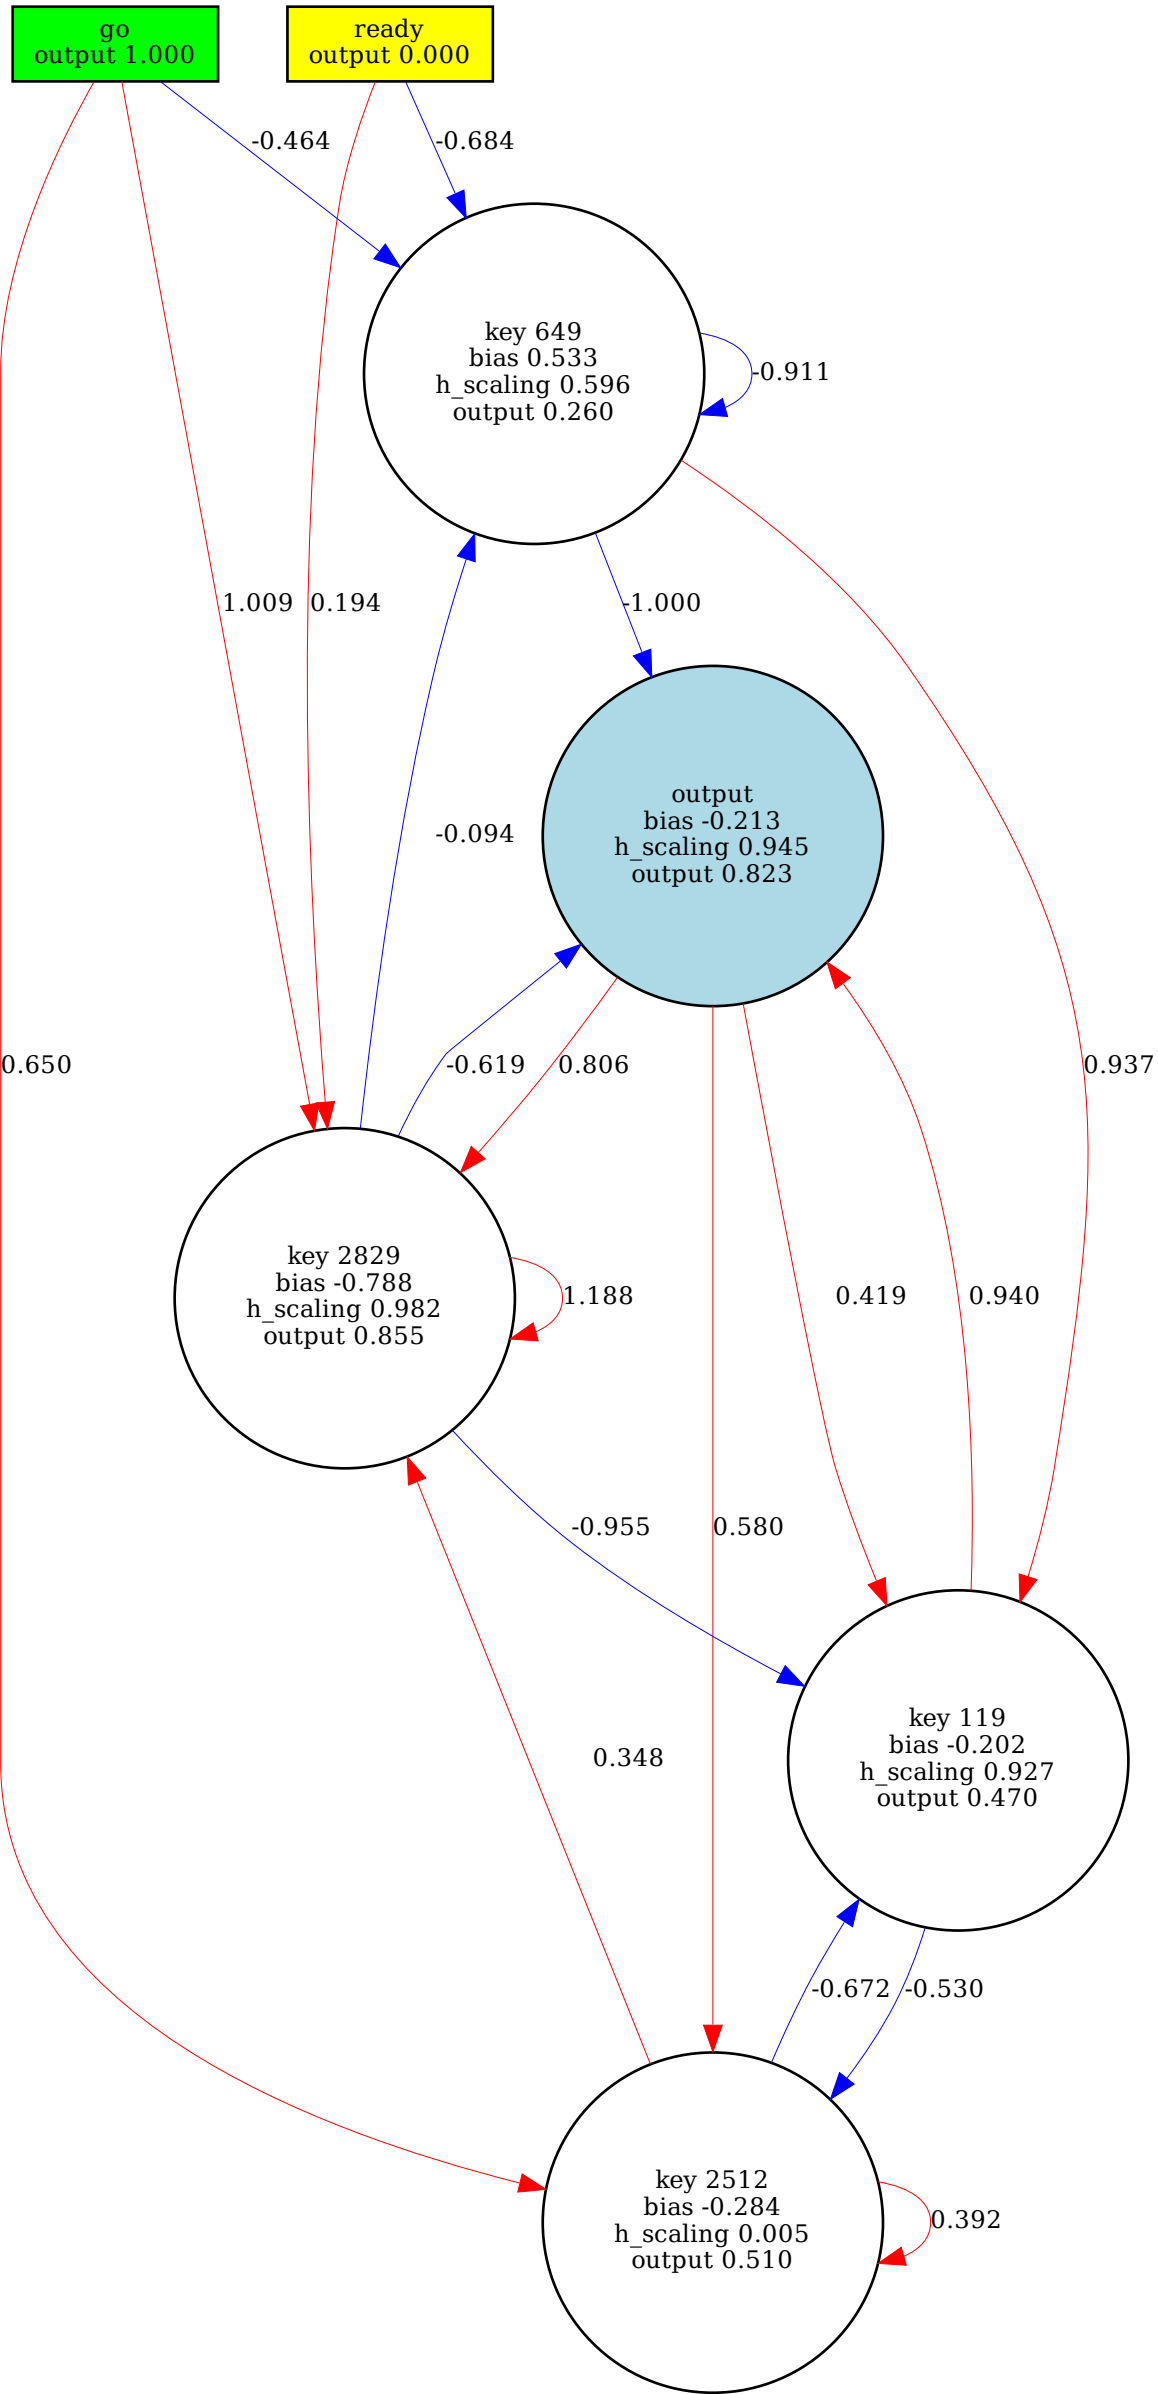 go
output 1.000
ready
output 0.000
-0.464
-0.684
key 649
bias 0.533
h_scaling 0.596
output 0.260
-0.911
1.009
0.194
-1.000
output
bias -0.213
h_scaling 0.945
output 0.823
-0.094
0.650
-0.619
0.806
0.937
key 2829
bias -0.788
h_scaling 0.982
output 0.855
1.188
0.419
0.940
-0.955
0.580
key 119
bias -0.202
h_scaling 0.927
output 0.470
0.348
-0.672
-0.530
key 2512
bias -0.284
h_scaling 0.005
output 0.510
0.392